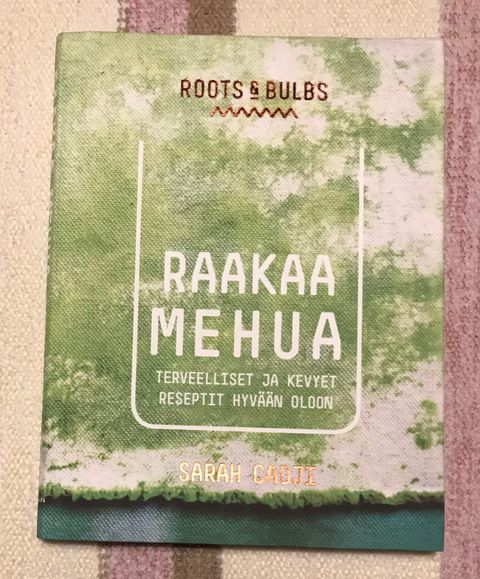 ROOTS & BULBS
RAAKAA
MEHUA
TERVEELLISET JA KEVYET
RESEPTIT HYVÄÄN OLOON
SARAH CADJI